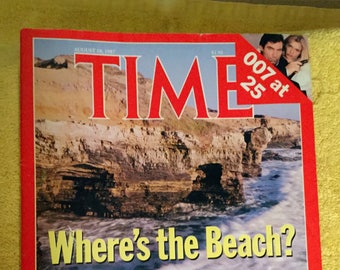 AUGUST 10, 1987
TIME
007 at
25
Where's the Beach?